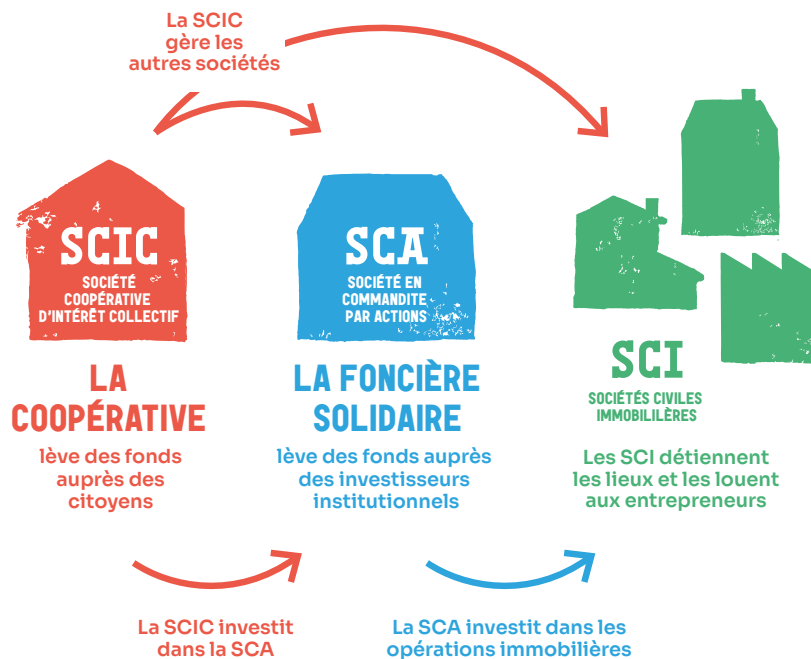 La SCIC
gère les
autres sociétés
SCIC
SOCIÉTÉ
COOPÉRATIVE
D'INTÉRÊT COLLECTIF
LA
COOPÉRATIVE
lève des fonds
auprès des
citoyens
SCA
SOCIÉTÉ EN
COMMANDITE
PAR ACTIONS
LA FONCIÈRE
SOLIDAIRE
lève des fonds auprès
des investisseurs
institutionnels
SCI
SOCIÉTÉS CIVILES
IMMOBILILÈRES
Les SCI détiennent
les lieux et les louent
aux entrepreneurs
La SCIC investit
dans la SCA
La SCA investit dans les
opérations immobilières